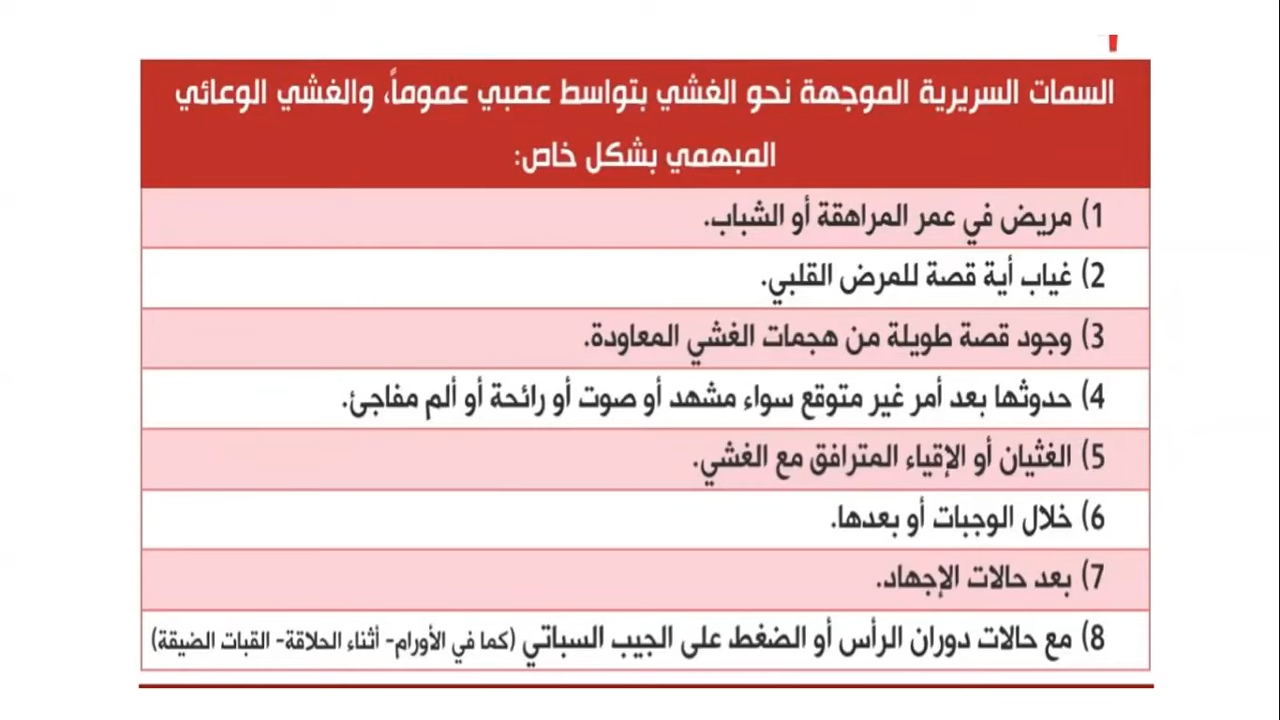 السمات السريرية الموجهة نحو الغشي بتواسط عصبي عموماً، والغشي الوعائي
المبهمي بشكل خاص:
1) مريض في عمر المراهقة أو الشباب.
2) غياب أية قصة للمرض القلبي.
3) وجود قصة طويلة من هجمات الغشي المعاودة.
4) حدوثها بعد أمر غير متوقع سواء مشهد أو صوت أو رائحة أو ألم مفاجئ.
5) الغثيان أو الإقياء المترافق مع الغشي.
6) خلال الوجبات أو بعدها.
7) بعد حالات الإجهاد.
8) مع حالات دوران الرأس أو الضغط على الجيب السباتي (كما في الأورام- أثناء الحلاقة- القبات الضيقة)